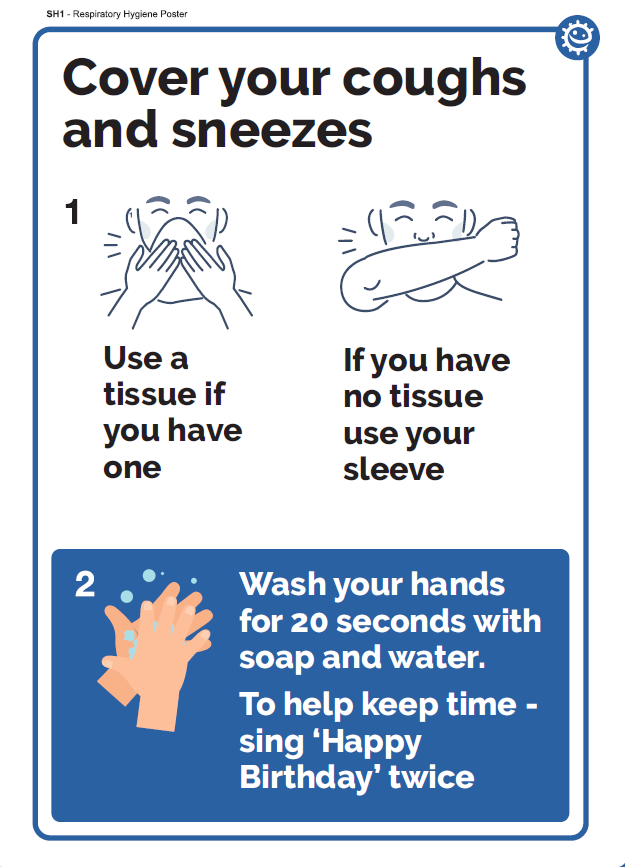 SH1 - Respiratory Hygiene Poster
Cover your coughs
and sneezes
1
Use a
tissue if
you have
one
If you have
no tissue
use your
sleeve
2
Wash your hands
for 20 seconds with
soap and water.
To help keep time -
sing ‘Happy
Birthday’ twice